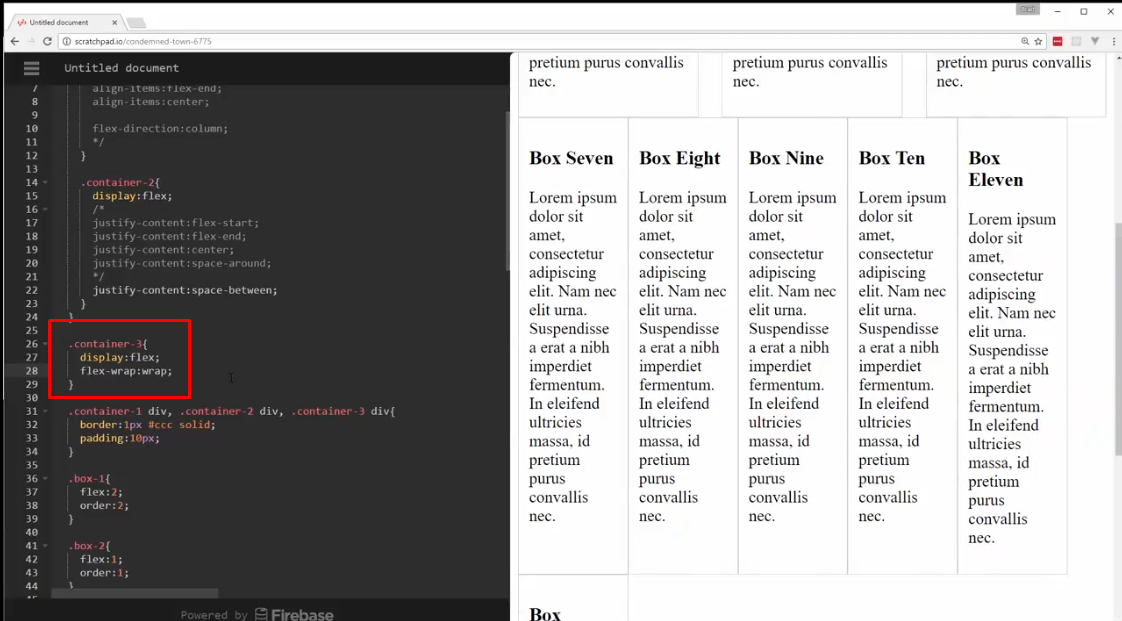 Untitled document
scratchpad.io/condemned-town-6775
Untitled document
7 align-items:flex-end;
8 align-items:center;
9
10 flex-direction:column;
11 */
12 }
13
14 .container-2{
15 display:flex;
16 /*
17 justify-content:flex-start;
18 justify-content:flex-end;
19 justify-content:center;
20 justify-content:space-around;
21 */
22 justify-content:space-between;
23 }
24 }
25
26 .container-3{
27 display:flex;
28 flex-wrap:wrap;
29 }
30
31 .container-1 div, .container-2 div, .container-3 div{
32 border:1px #ccc solid;
33 padding:10px;
34 }
35
36 .box-1{
37 flex:2;
38 order:2;
39 }
40
41 .box-2{
42 flex:1;
43 order:1;
44 }
Powered by Firebase
pretium purus convallis
nec.
pretium purus convallis
nec.
pretium purus convallis
nec.
Box Seven
Lorem ipsum
dolor sit
amet,
consectetur
adipiscing
elit. Nam nec
elit urna.
Suspendisse
a erat a nibh
imperdiet
fermentum.
In eleifend
ultricies
massa, id
pretium
purus
convallis
nec.
Box Eight
Lorem ipsum
dolor sit
amet,
consectetur
adipiscing
elit. Nam nec
elit urna.
Suspendisse
a erat a nibh
imperdiet
fermentum.
In eleifend
ultricies
massa, id
pretium
purus
convallis
nec.
Box Nine
Lorem ipsum
dolor sit
amet,
consectetur
adipiscing
elit. Nam nec
elit urna.
Suspendisse
a erat a nibh
imperdiet
fermentum.
In eleifend
ultricies
massa, id
pretium
purus
convallis
nec.
Box Ten
Lorem ipsum
dolor sit
amet,
consectetur
adipiscing
elit. Nam nec
elit urna.
Suspendisse
a erat a nibh
imperdiet
fermentum.
In eleifend
ultricies
massa, id
pretium
purus
convallis
nec.
Box
Eleven
Lorem ipsum
dolor sit
amet,
consectetur
adipiscing
elit. Nam nec
elit urna.
Suspendisse
a erat a nibh
imperdiet
fermentum.
In eleifend
ultricies
massa, id
pretium
purus
convallis
nec.
Box